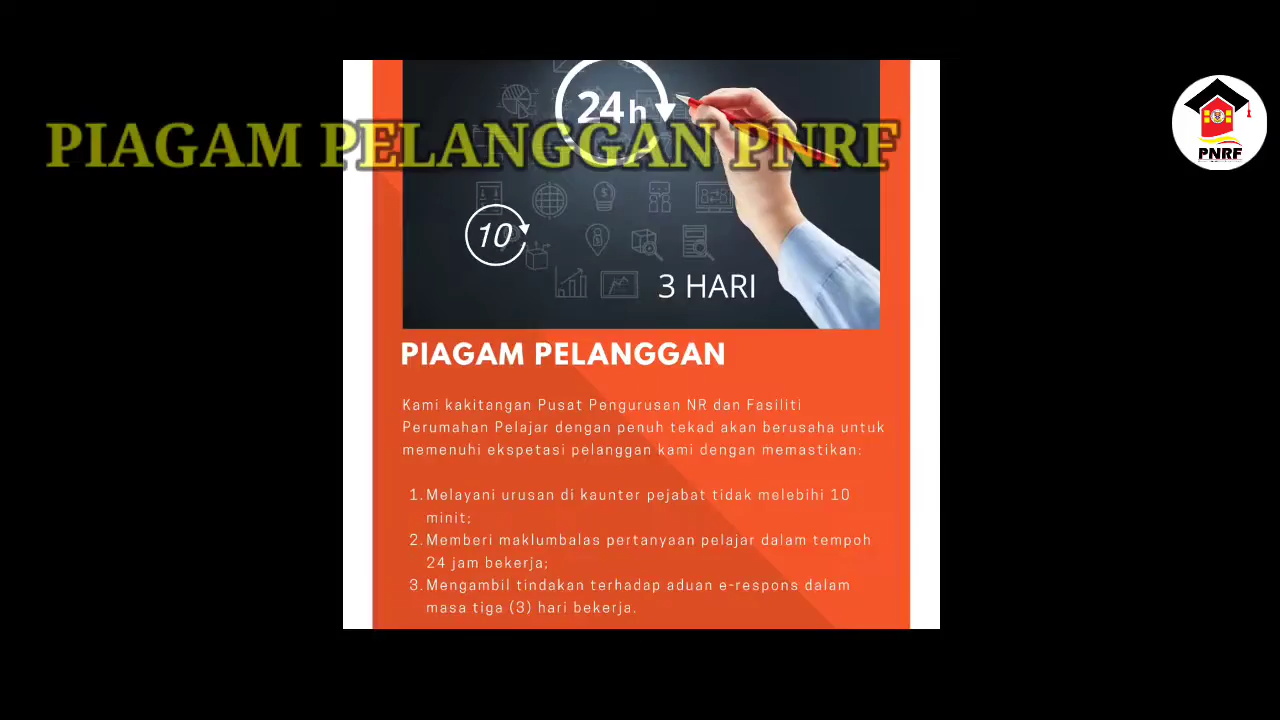 PIAGAM PELANGGAN PNRF
24h
10
3 HARI
PNRF
PIAGAM PELANGGAN
Kami kakitangan Pusat Pengurusan NR dan Fasiliti
Perumahan Pelajar dengan penuh tekad akan berusaha untuk
memenuhi ekspetasi pelanggan kami dengan memastikan:
1. Melayani urusan di kaunter pejabat tidak melebihi 10
minit;
2. Memberi maklumbalas pertanyaan pelajar dalam tempoh
24 jam bekerja;
3. Mengambil tindakan terhadap aduan e-respons dalam
masa tiga (3) hari bekerja.